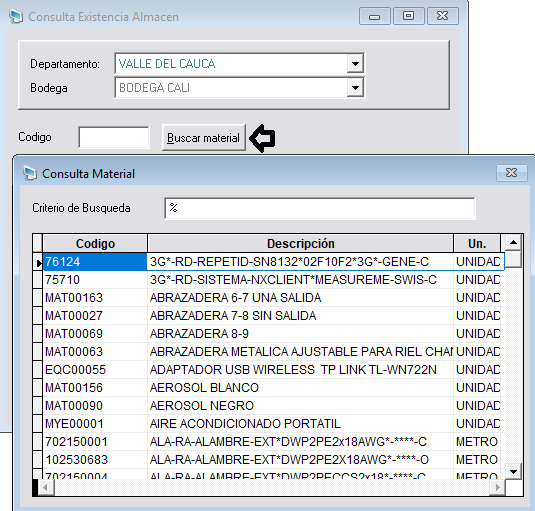 Consulta Existencia Almacen
Departamento: VALLE DEL CAUCA
Bodega BODEGA CALI
Codigo Buscar material
Consulta Material
Criterio de Busqueda %
Codigo Descripción Un.
76124 3G*-RD-REPETID-SN8132*02F10F2*3G*-GENE-C UNIDAD
75710 3G*-RD-SISTEMA-NXCLIENT*MEASUREME-SWIS-C UNIDAD
MAT00163 ABRAZADERA 6-7 UNA SALIDA UNIDAD
MAT00027 ABRAZADERA 7-8 SIN SALIDA UNIDAD
MAT00069 ABRAZADERA 8-9 UNIDAD
MAT00063 ABRAZADERA METALICA AJUSTABLE PARA RIEL CHAN UNIDAD
EQC00055 ADAPTADOR USB WIRELESS TP LINK TL-WN722N UNIDAD
MAT00156 AEROSOL BLANCO UNIDAD
MAT00090 AEROSOL NEGRO UNIDAD
MYE00001 AIRE ACONDICIONADO PORTATIL UNIDAD
702150001 ALA-RA-ALAMBRE-EXT*DWP2PE2x18AWG*-****-C METRO
102530683 ALA-RA-ALAMBRE-EXT*DWP2PE2X18AWG*-****-O METRO
702150004 ALA-RA-ALAMBRE-EXT*DWP2PECCS2x18*-****-C METRO